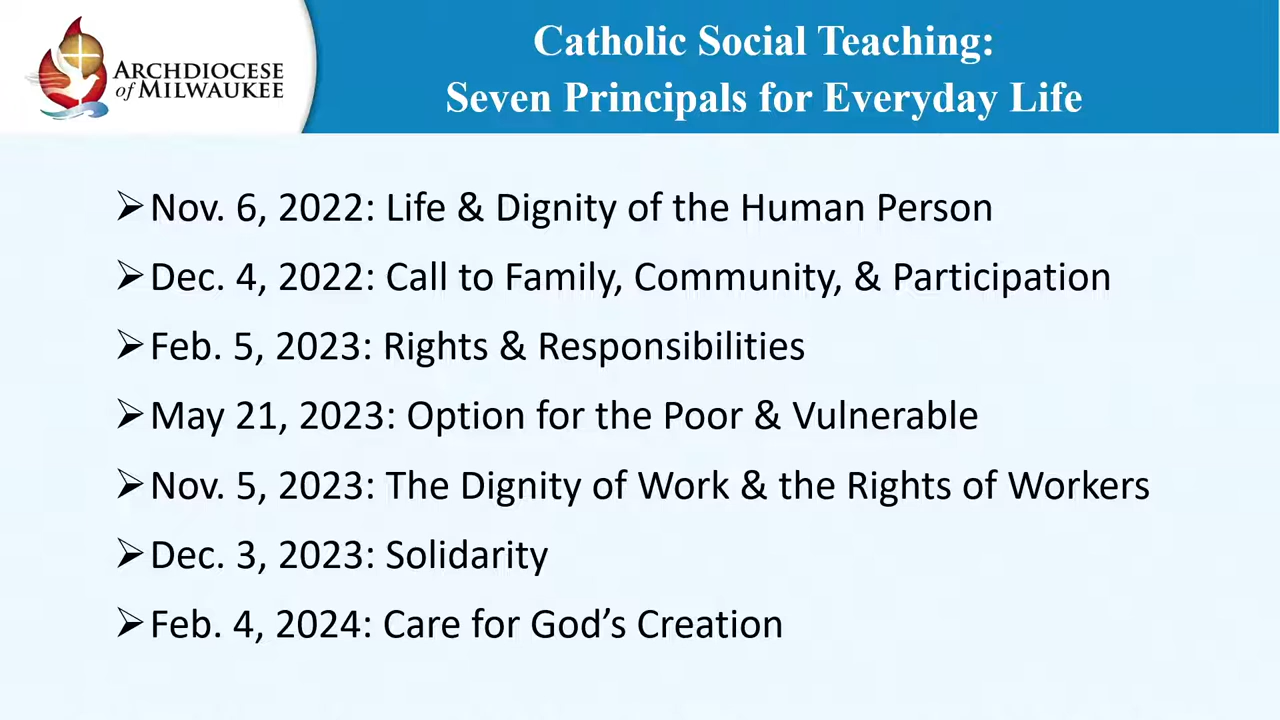 ARCHDIOCESE
of MILWAUKEE
Catholic Social Teaching:
Seven Principals for Everyday Life
➢Nov. 6, 2022: Life & Dignity of the Human Person
➢Dec. 4, 2022: Call to Family, Community, & Participation
➢Feb. 5, 2023: Rights & Responsibilities
➢May 21, 2023: Option for the Poor & Vulnerable
➢Nov. 5, 2023: The Dignity of Work & the Rights of Workers
➢Dec. 3, 2023: Solidarity
➢Feb. 4, 2024: Care for God’s Creation